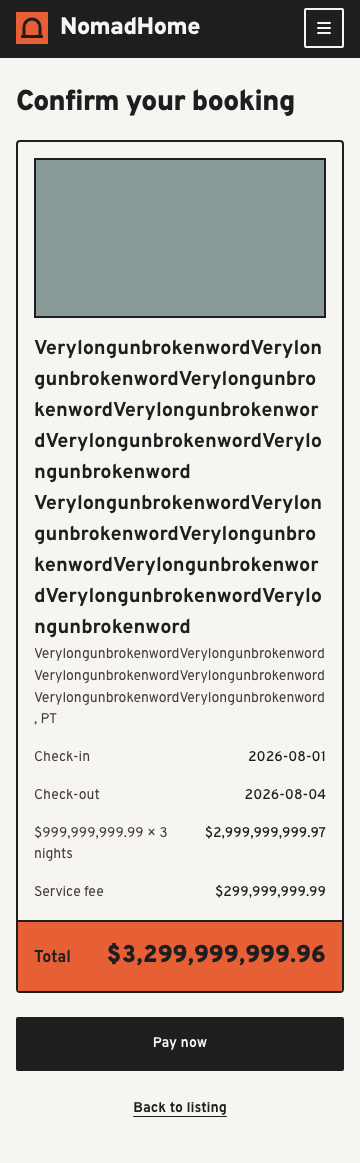 NomadHome
Confirm your booking
VerylongunbrokenwordVerylon
gunbrokenwordVerylongunbro
kenwordVerylongunbrokenwor
dVerylongunbrokenwordVerylo
ngunbrokenword
VerylongunbrokenwordVerylon
gunbrokenwordVerylongunbro
kenwordVerylongunbrokenwor
dVerylongunbrokenwordVerylo
ngunbrokenword
VerylongunbrokenwordVerylongunbrokenword
VerylongunbrokenwordVerylongunbrokenword
VerylongunbrokenwordVerylongunbrokenword
, PT
Check-in 2026-08-01
Check-out 2026-08-04
$999,999,999.99 × 3 $2,999,999,999.97
nights
Service fee $299,999,999.99
Total $3,299,999,999.96
Pay now
Back to listing